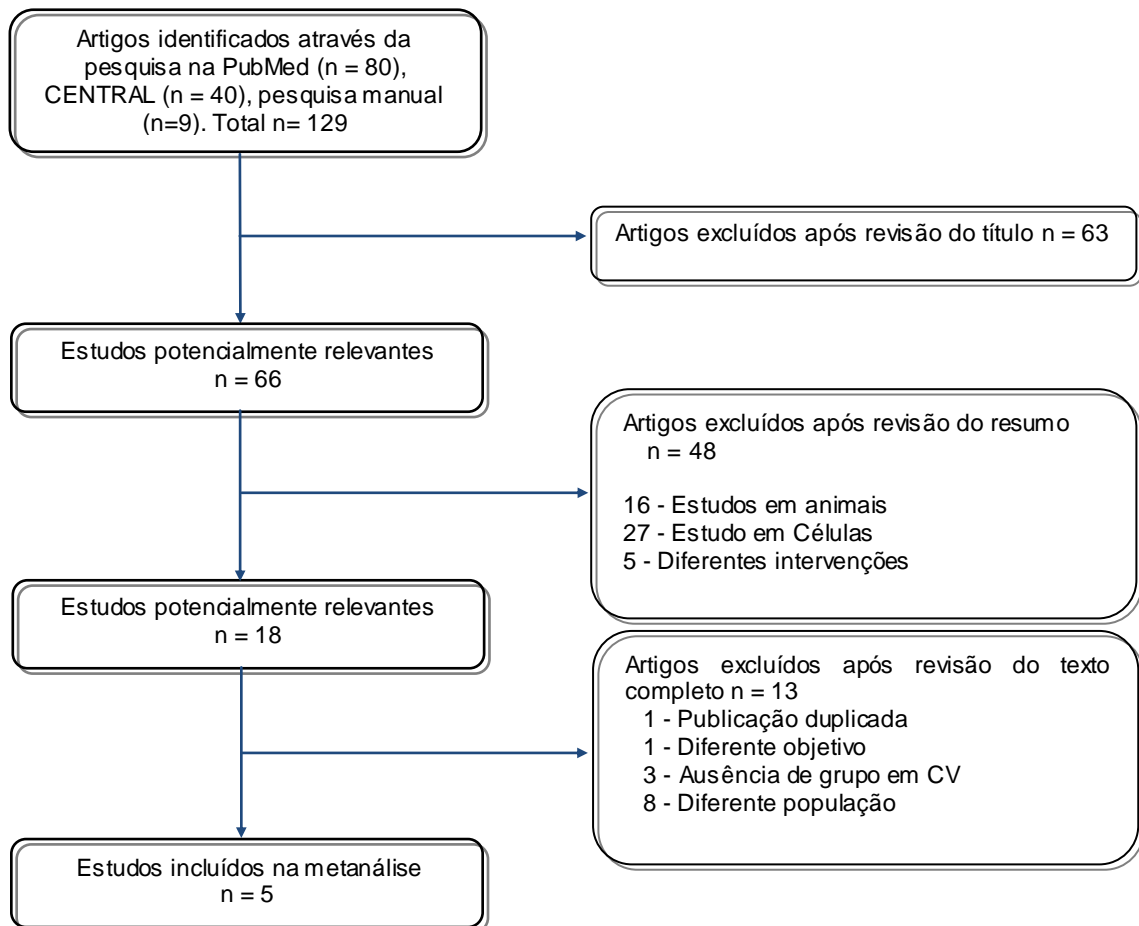 Artigos identificados através da
pesquisa na PubMed (n = 80),
CENTRAL (n = 40), pesquisa manual
(n=9). Total n= 129
Artigos excluídos após revisão do título n = 63
Estudos potencialmente relevantes
n = 66
Artigos excluídos após revisão do resumo
n = 48
16 - Estudos em animais
27 - Estudo em Células
5 - Diferentes intervenções
Estudos potencialmente relevantes
n = 18
Artigos excluídos após revisão do texto
completo n = 13
1 - Publicação duplicada
1 - Diferente objetivo
3 - Ausência de grupo em CV
8 - Diferente população
Estudos incluídos na metanálise
n = 5